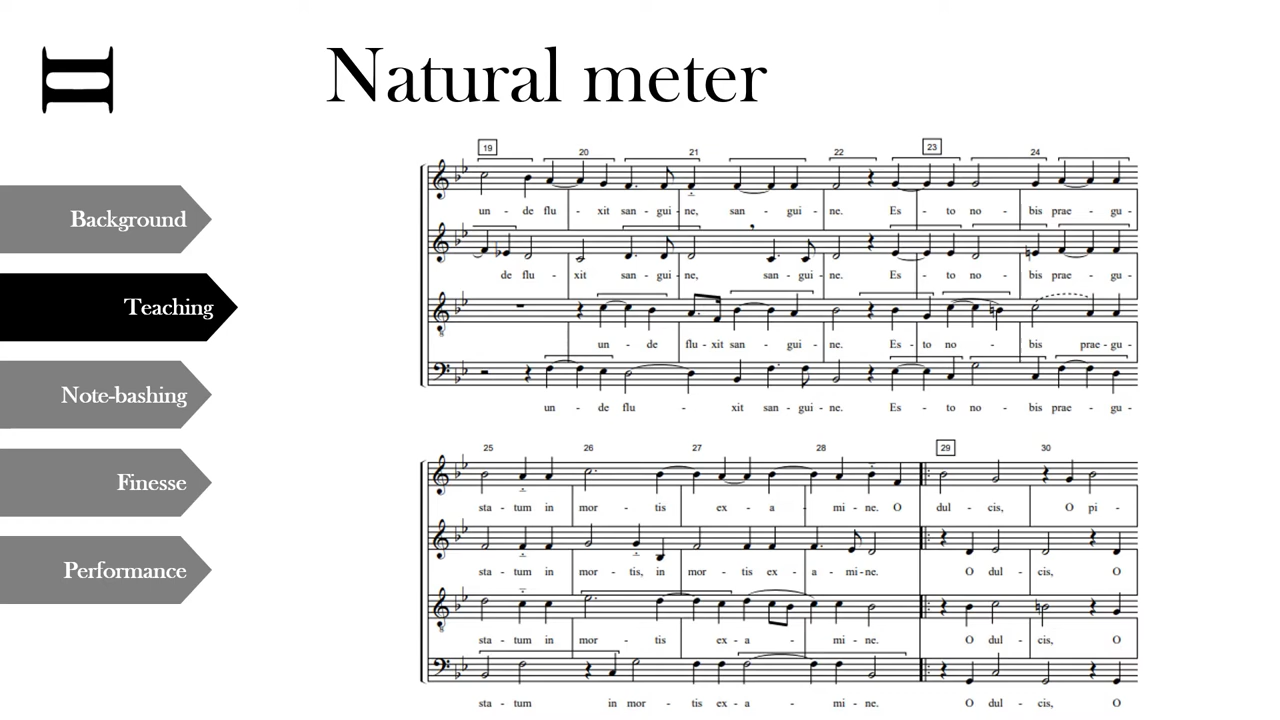 II
Natural meter
Background
Teaching
Note-bashing
Finesse
Performance
19 20 21 22 23 24
un - de flu - xit san - gui - ne, san - gui - ne. Es - to no - bis prae - gu -
de flu - xit san - gui - ne, san - gui - ne. Es - to no - bis prae - gu -
un - de flu - xit san - gui - ne. Es - to no - bis prae - gu -
un - de flu - xit san - gui - ne. Es - to no - bis prae - gu -
25 26 27 28 29 30
sta - tum in mor - tis ex - a - mi - ne. O dul - cis, O pi -
sta - tum in mor - tis, in mor - tis ex - a - mi - ne. O dul - cis, O
sta - tum in mor - tis ex - a - mi - ne. O dul - cis, O
sta - tum in mor - tis ex - a - mi - ne. O dul - cis, O